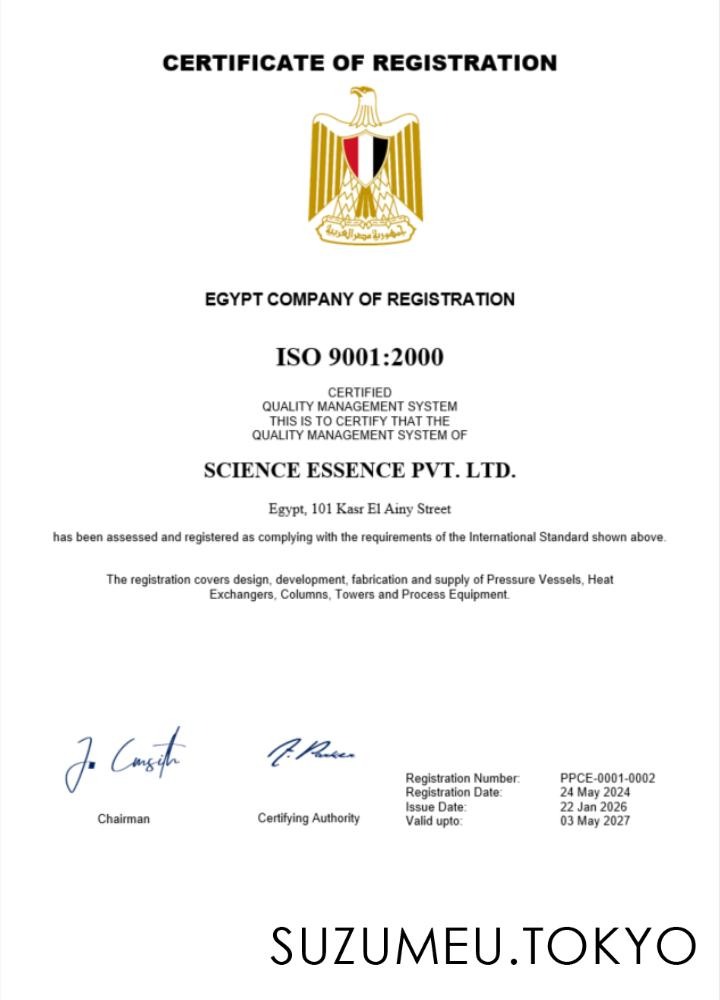 CERTIFICATE OF REGISTRATION
جمهورية مصر العربية
EGYPT COMPANY OF REGISTRATION
ISO 9001:2000
CERTIFIED
QUALITY MANAGEMENT SYSTEM
THIS IS TO CERTIFY THAT THE
QUALITY MANAGEMENT SYSTEM OF
SCIENCE ESSENCE PVT. LTD.
Egypt, 101 Kasr El Ainy Street
has been assessed and registered as complying with the requirements of the International Standard shown above.
The registration covers design, development, fabrication and supply of Pressure Vessels, Heat
Exchangers, Columns, Towers and Process Equipment.
Chairman
Certifying Authority
Registration Number: PPCE-0001-0002
Registration Date: 24 May 2024
Issue Date: 22 Jan 2026
Valid upto: 03 May 2027
SUZUMEU.TOKYO